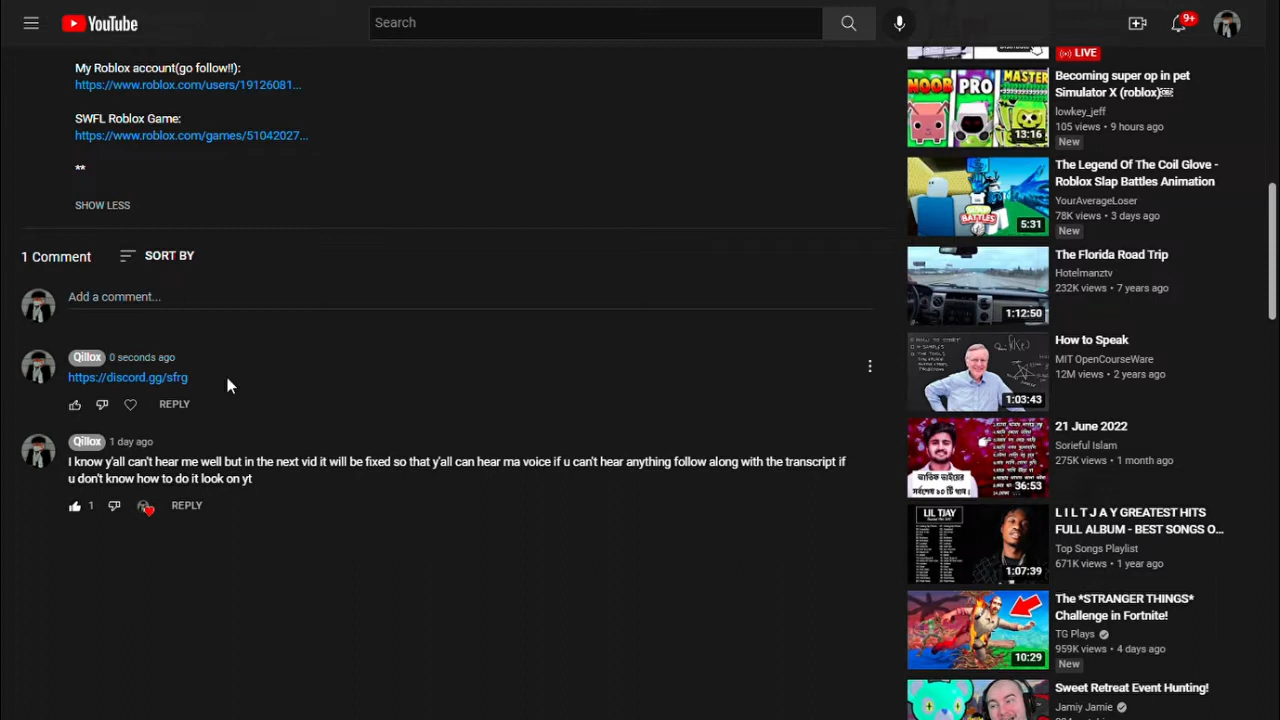 YouTube
Search
9+
My Roblox account(go follow!!):
https://www.roblox.com/users/19126081...
SWFL Roblox Game:
https://www.roblox.com/games/51042027...
**
SHOW LESS
1 Comment
SORT BY
Add a comment...
Qillox 0 seconds ago
https://discord.gg/sfrg
REPLY
Qillox 1 day ago
I know y'all can't hear me well but in the next vid it will be fixed so that y'all can hear ma voice if u can't hear anything follow along with the transcript if
u don't know how to do it look on yt
1
REPLY
LIVE
NOOB PRO MASTER
13:16
Becoming super op in pet
Simulator X (roblox)
lowkey_jeff
105 views • 9 hours ago
New
SLAP
BATTLES
5:31
The Legend Of The Coil Glove -
Roblox Slap Battles Animation
YourAverageLoser
78K views • 3 days ago
New
1:12:50
The Florida Road Trip
Hotelmanztv
232K views • 7 years ago
1:03:43
How to Speak
MIT OpenCourseWare
12M views • 2 years ago
36:53
21 June 2022
Sorieful Islam
275K views • 1 month ago
LIL TJAY
1:07:39
L I L T J A Y GREATEST HITS
FULL ALBUM - BEST SONGS O...
Top Songs Playlist
671K views • 1 year ago
10:29
The *STRANGER THINGS*
Challenge in Fortnite!
TG Plays
959K views • 4 days ago
New
Sweet Retreat Event Hunting!
Jamiy Jamie